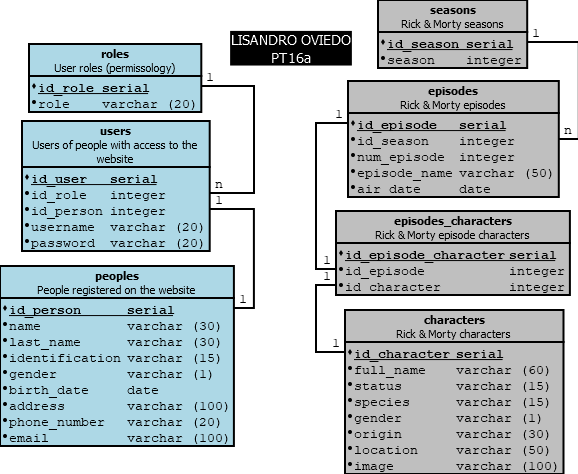 LISANDRO OVIEDO
PT16a
roles
User roles (permissology)
id_role serial
role varchar (20)
1
users
Users of people with access to the
website
id_user serial
id_role integer
id_person integer
username varchar (20)
password varchar (20)
n
1
peoples
People registered on the website
id_person serial
name varchar (30)
last_name varchar (30)
identification varchar (15)
gender varchar (1)
birth_date date
address varchar (100)
phone_number varchar (20)
email varchar (100)
1
seasons
Rick & Morty seasons
id_season serial
season integer
1
episodes
Rick & Morty episodes
id_episode serial
id_season integer
num_episode integer
episode_name varchar (50)
air_date date
1
n
episodes_characters
Rick & Morty episode characters
id_episode_character serial
id_episode integer
id_character integer
1
1
characters
Rick & Morty characters
id_character serial
full_name varchar (60)
status varchar (15)
species varchar (15)
gender varchar (1)
origin varchar (30)
location varchar (50)
image varchar (100)
1